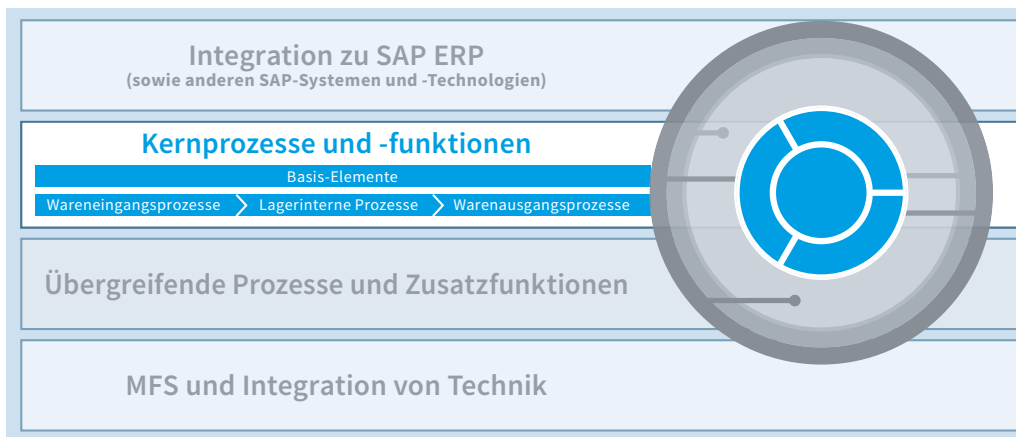 Integration zu SAP ERP
(sowie anderen SAP-Systemen und -Technologien)
Kernprozesse und -funktionen
Basis-Elemente
Wareneingangsprozesse Lagerinterne Prozesse Warenausgangsprozesse
Übergreifende Prozesse und Zusatzfunktionen
MFS und Integration von Technik